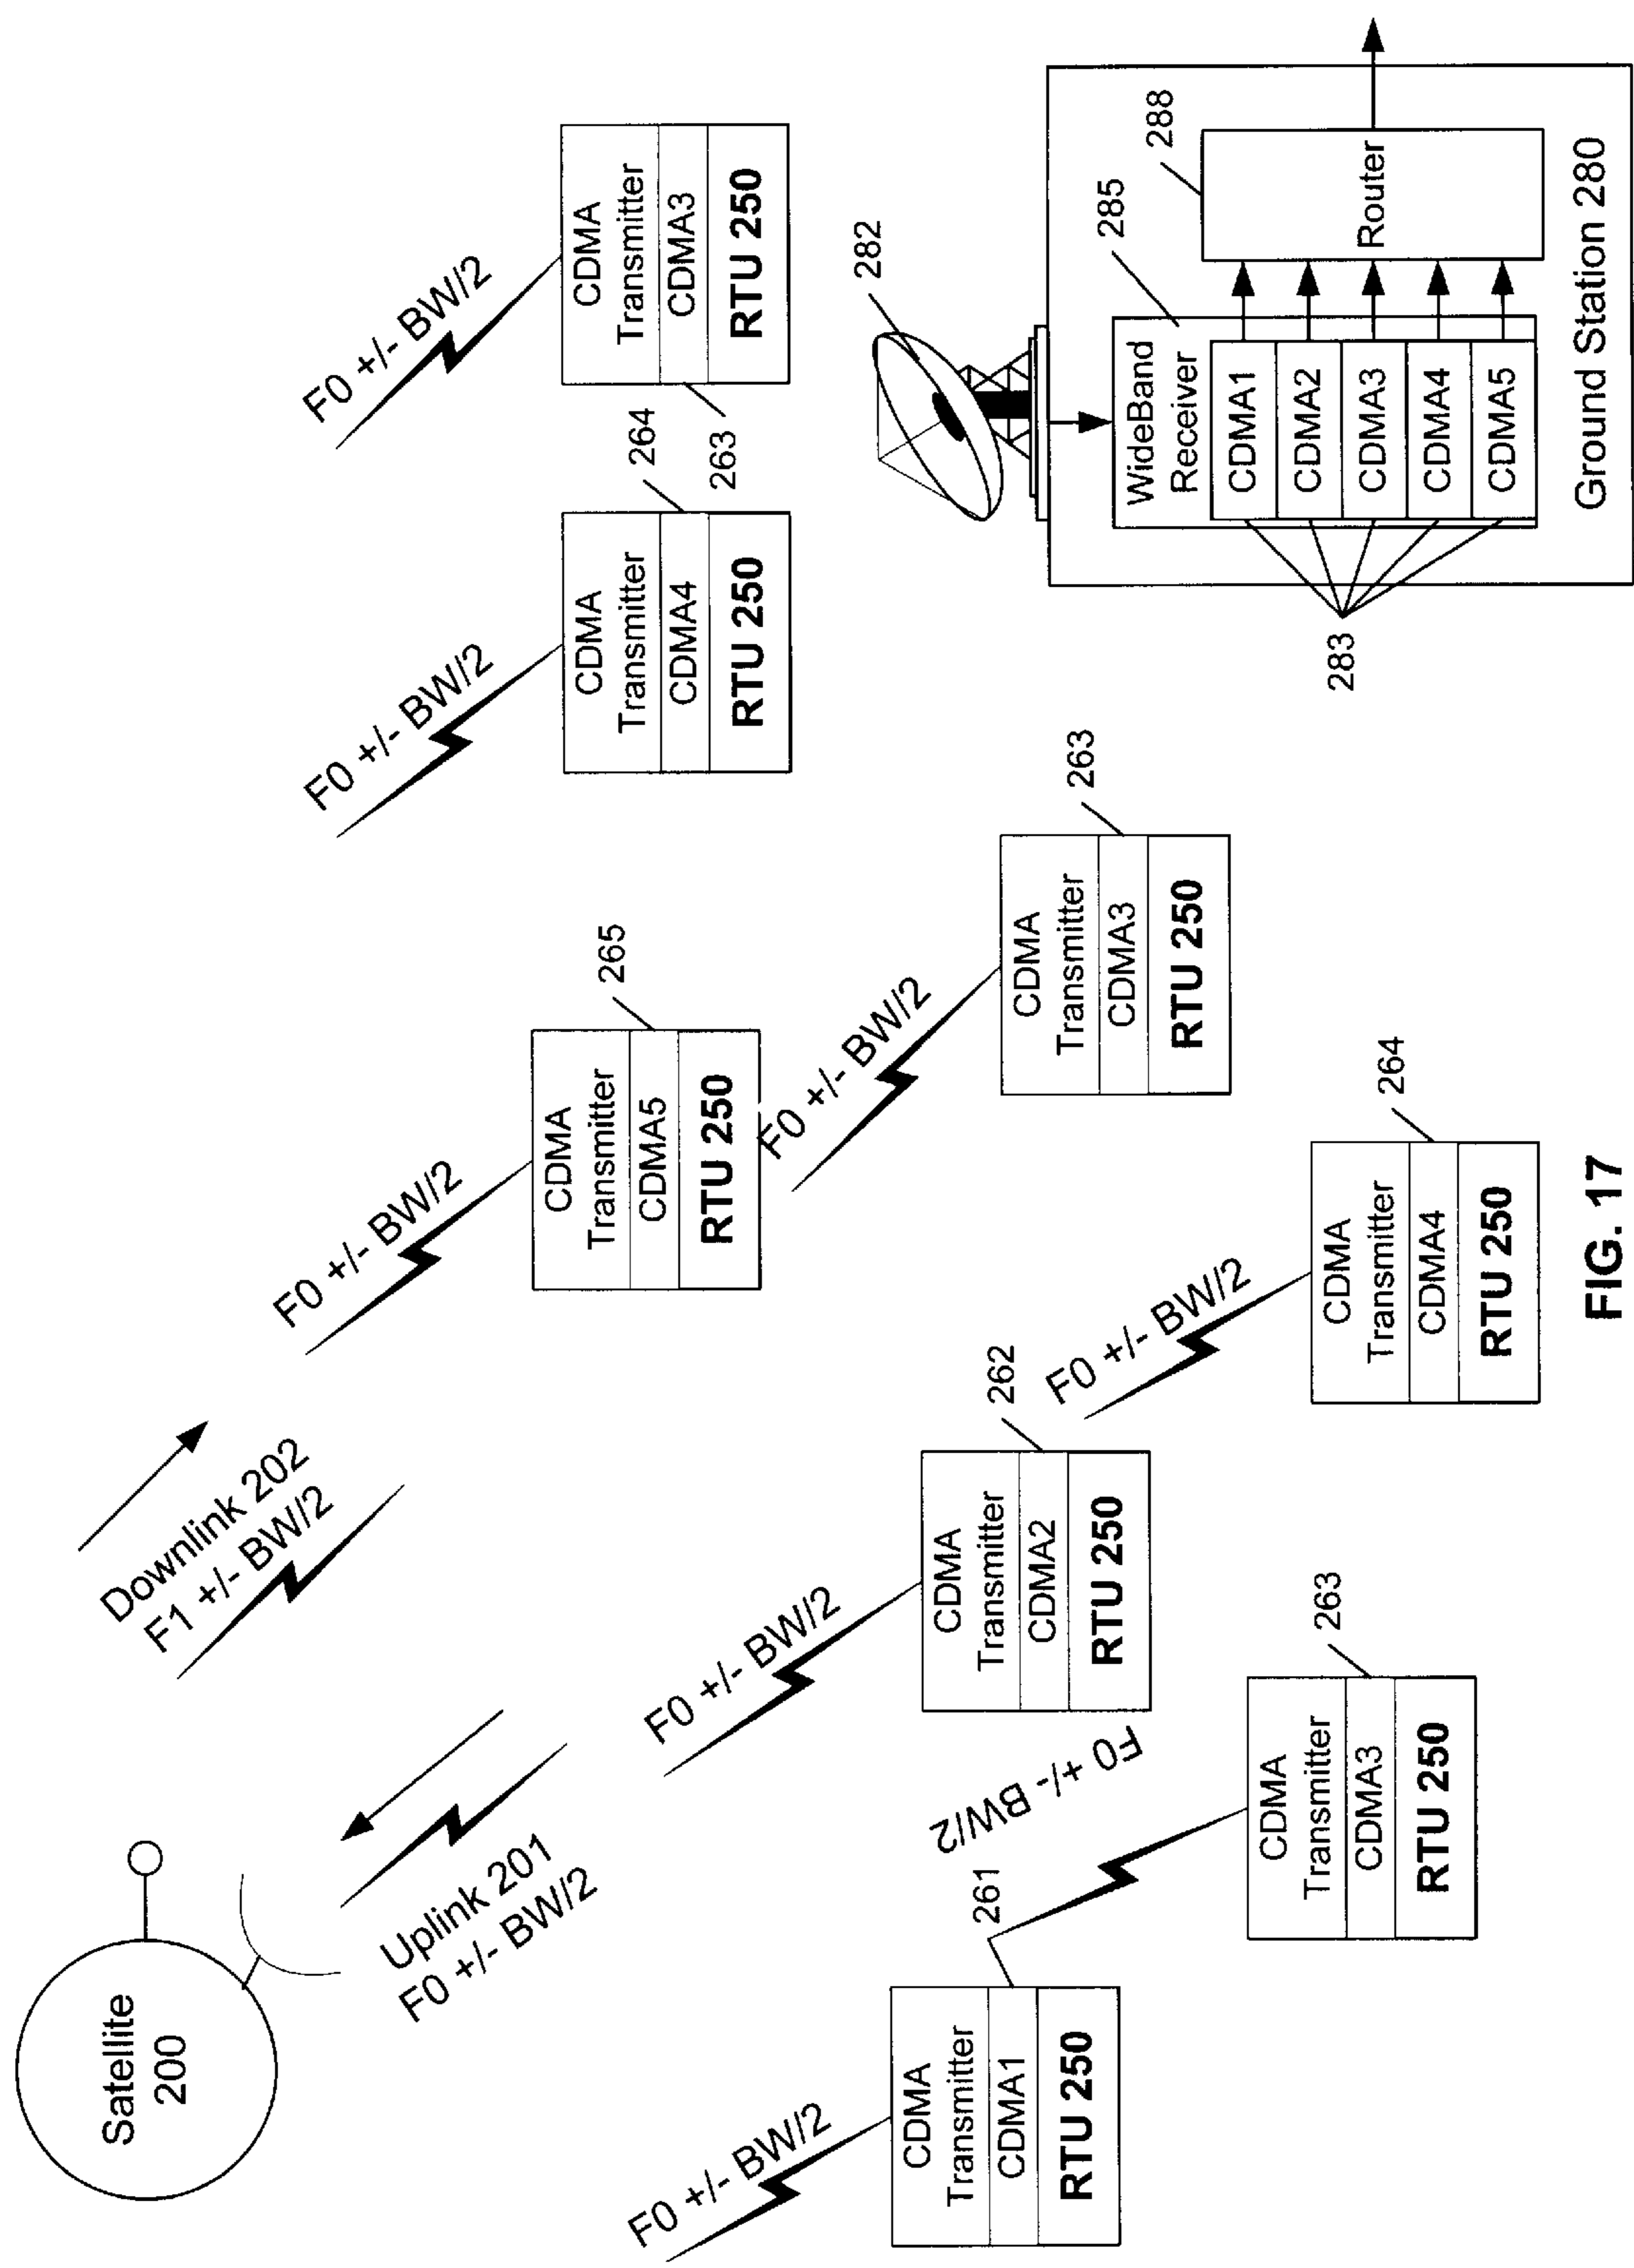 Satellite
200
Downlink 202
F1 +/- BW/2
Uplink 201
F0 +/- BW/2
F0 +/- BW/2
CDMA
Transmitter
CDMA5
RTU 250
265
F0 +/- BW/2
CDMA
Transmitter
CDMA4
RTU 250
264
F0 +/- BW/2
CDMA
Transmitter
CDMA3
RTU 250
263
F0 +/- BW/2
CDMA
Transmitter
CDMA1
RTU 250
261
F0 +/- BW/2
CDMA
Transmitter
CDMA2
RTU 250
262
F0 +/- BW/2
CDMA
Transmitter
CDMA3
RTU 250
263
F0 +/- BW/2
CDMA
Transmitter
CDMA3
RTU 250
263
F0 +/- BW/2
CDMA
Transmitter
CDMA4
RTU 250
264
282
285
288
WideBand
Receiver
CDMA1
CDMA2
CDMA3
CDMA4
CDMA5
283
Router
Ground Station 280
FIG. 17